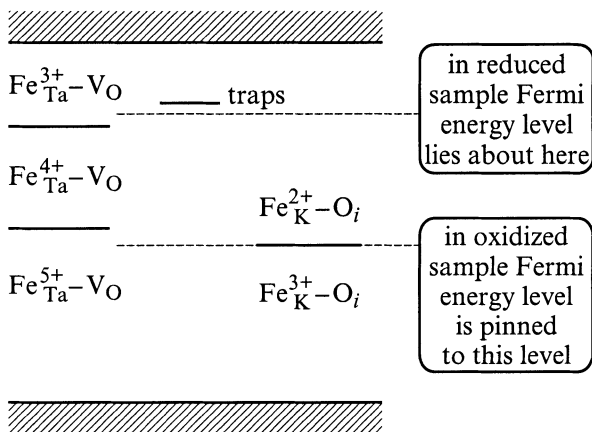 Fe³⁺Ta–VO
traps
in reduced
sample Fermi
energy level
lies about here
Fe⁴⁺Ta–VO
Fe²⁺K–Oi
Fe⁵⁺Ta–VO
Fe³⁺K–Oi
in oxidized
sample Fermi
energy level
is pinned
to this level